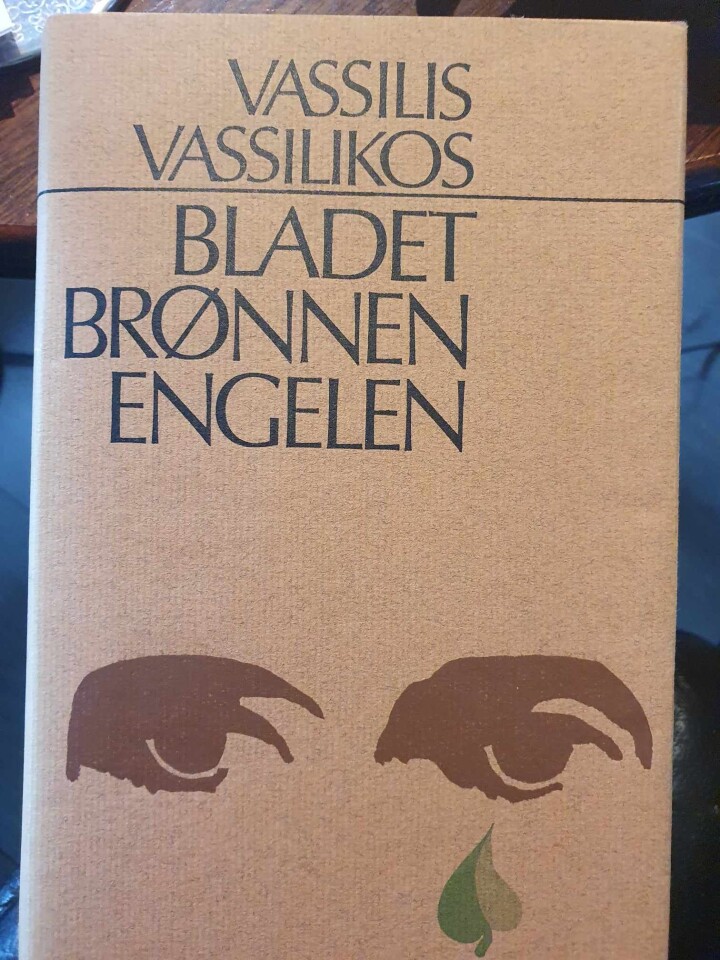 VASSILIS
VASSILIKOS
BLADET
BRØNNEN
ENGELEN